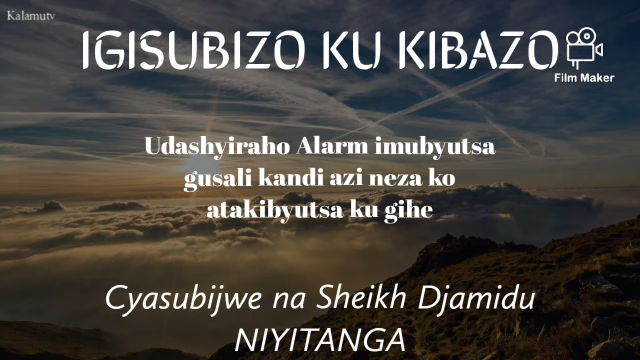 Kalamutv
IGISUBIZO KU KIBAZO
Film Maker
Udashyiraho Alarm imubyutsa
gusali kandi azi neza ko
atakibyutsa ku gihe
Cyasubijwe na Sheikh Djamidu
NIYITANGA